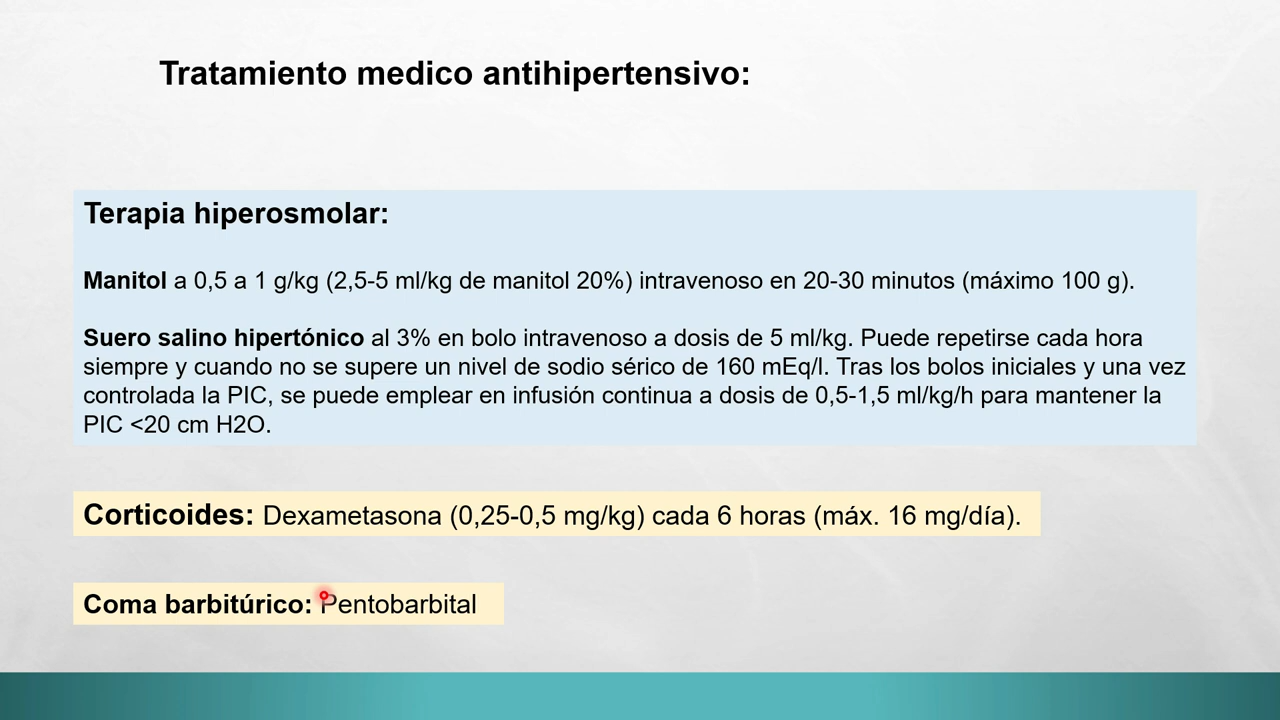 Tratamiento medico antihipertensivo:
Terapia hiperosmolar:
Manitol a 0,5 a 1 g/kg (2,5-5 ml/kg de manitol 20%) intravenoso en 20-30 minutos (máximo 100 g).
Suero salino hipertónico al 3% en bolo intravenoso a dosis de 5 ml/kg. Puede repetirse cada hora
siempre y cuando no se supere un nivel de sodio sérico de 160 mEq/l. Tras los bolos iniciales y una vez
controlada la PIC, se puede emplear en infusión continua a dosis de 0,5-1,5 ml/kg/h para mantener la
PIC <20 cm H2O.
Corticoides: Dexametasona (0,25-0,5 mg/kg) cada 6 horas (máx. 16 mg/día).
Coma barbitúrico: Pentobarbital